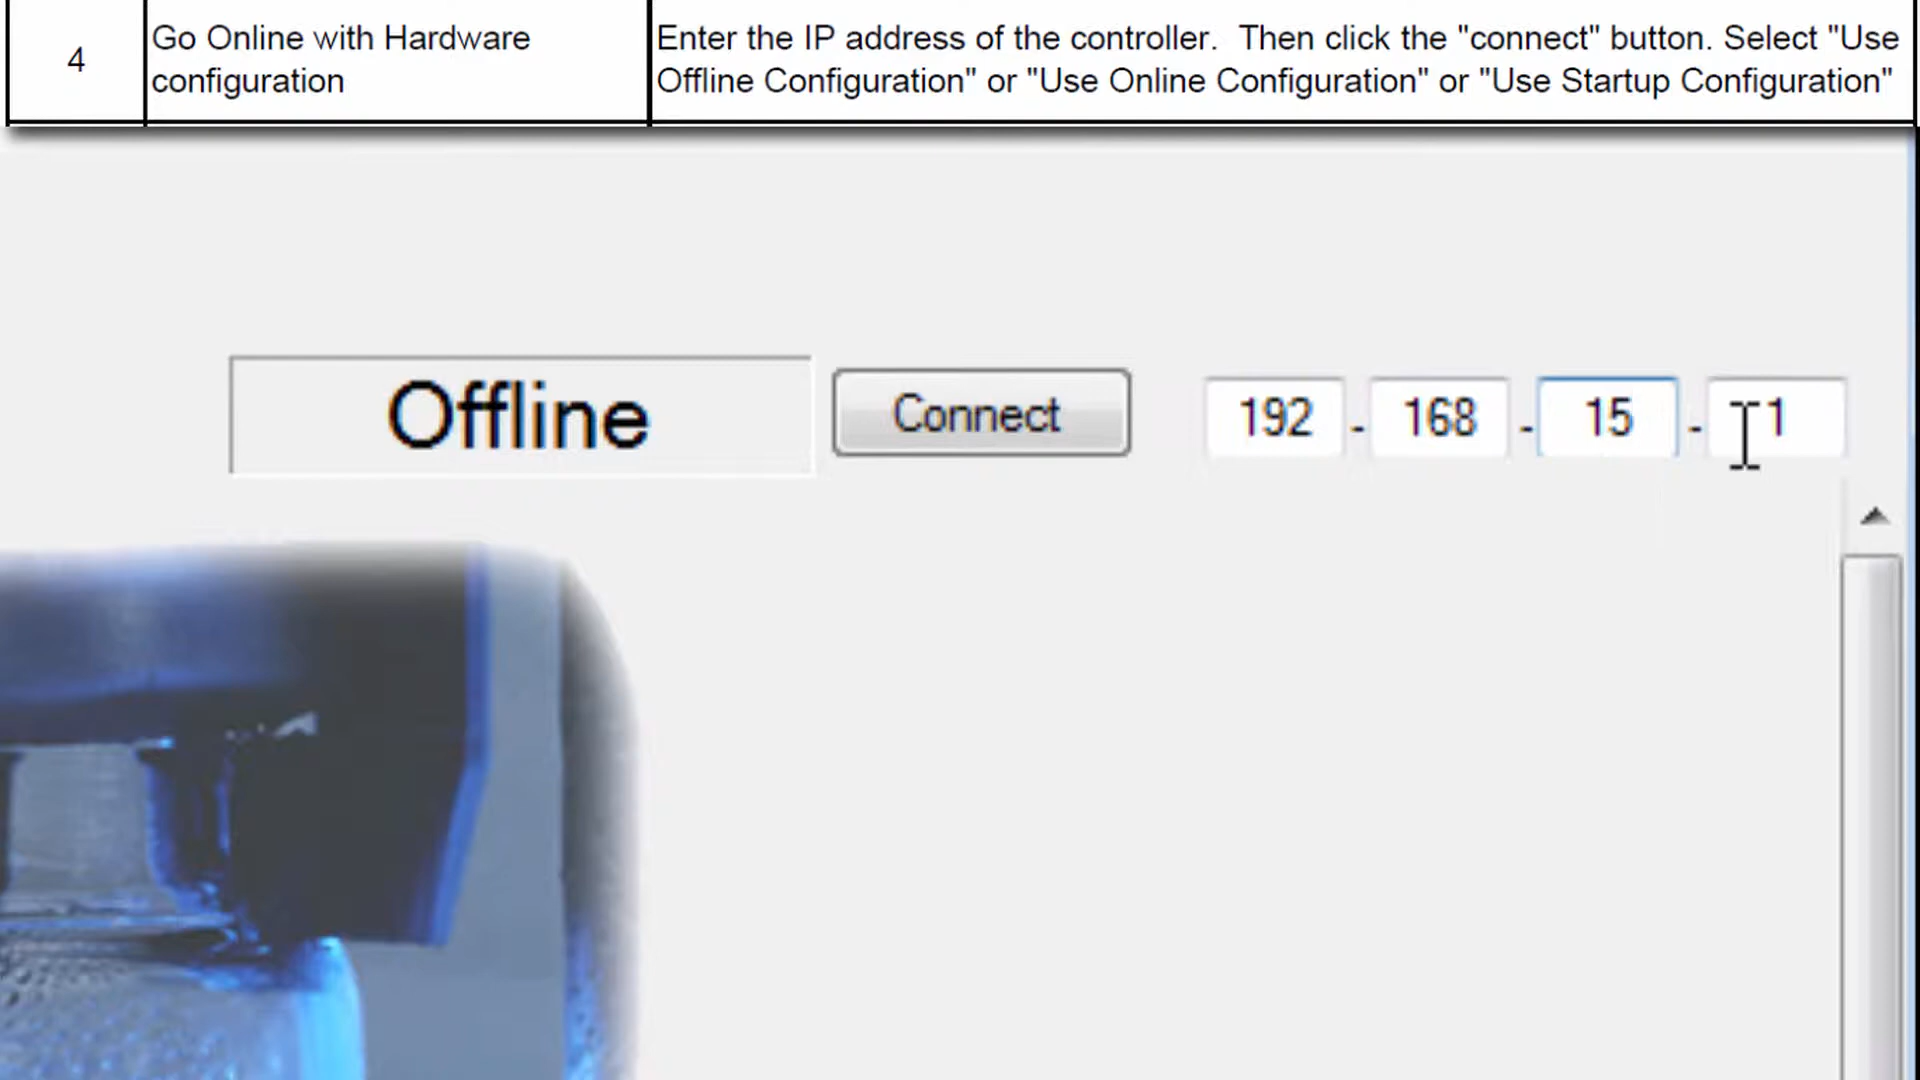 4
Go Online with Hardware
configuration
Enter the IP address of the controller.  Then click the "connect" button. Select "Use
Offline Configuration" or "Use Online Configuration" or "Use Startup Configuration"
Offline
Connect
192 - 168 - 15 - 1